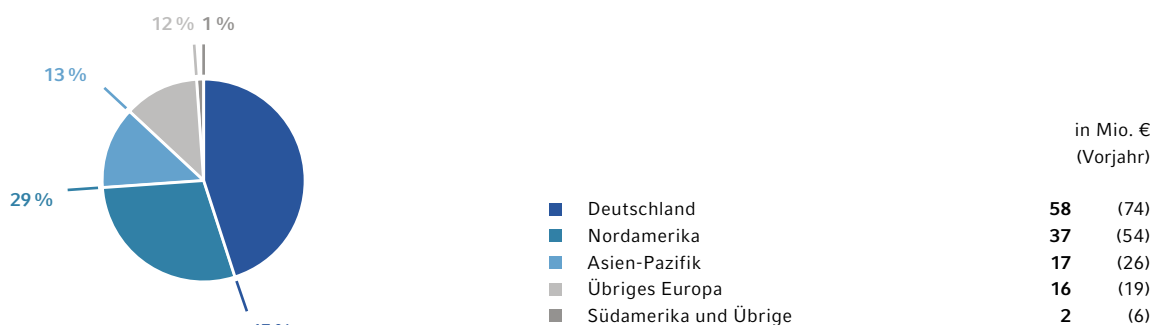 12 % 1 %
13 %
29 %
in Mio. €
(Vorjahr)
Deutschland 58 (74)
Nordamerika 37 (54)
Asien-Pazifik 17 (26)
Übriges Europa 16 (19)
Südamerika und Übrige 2 (6)